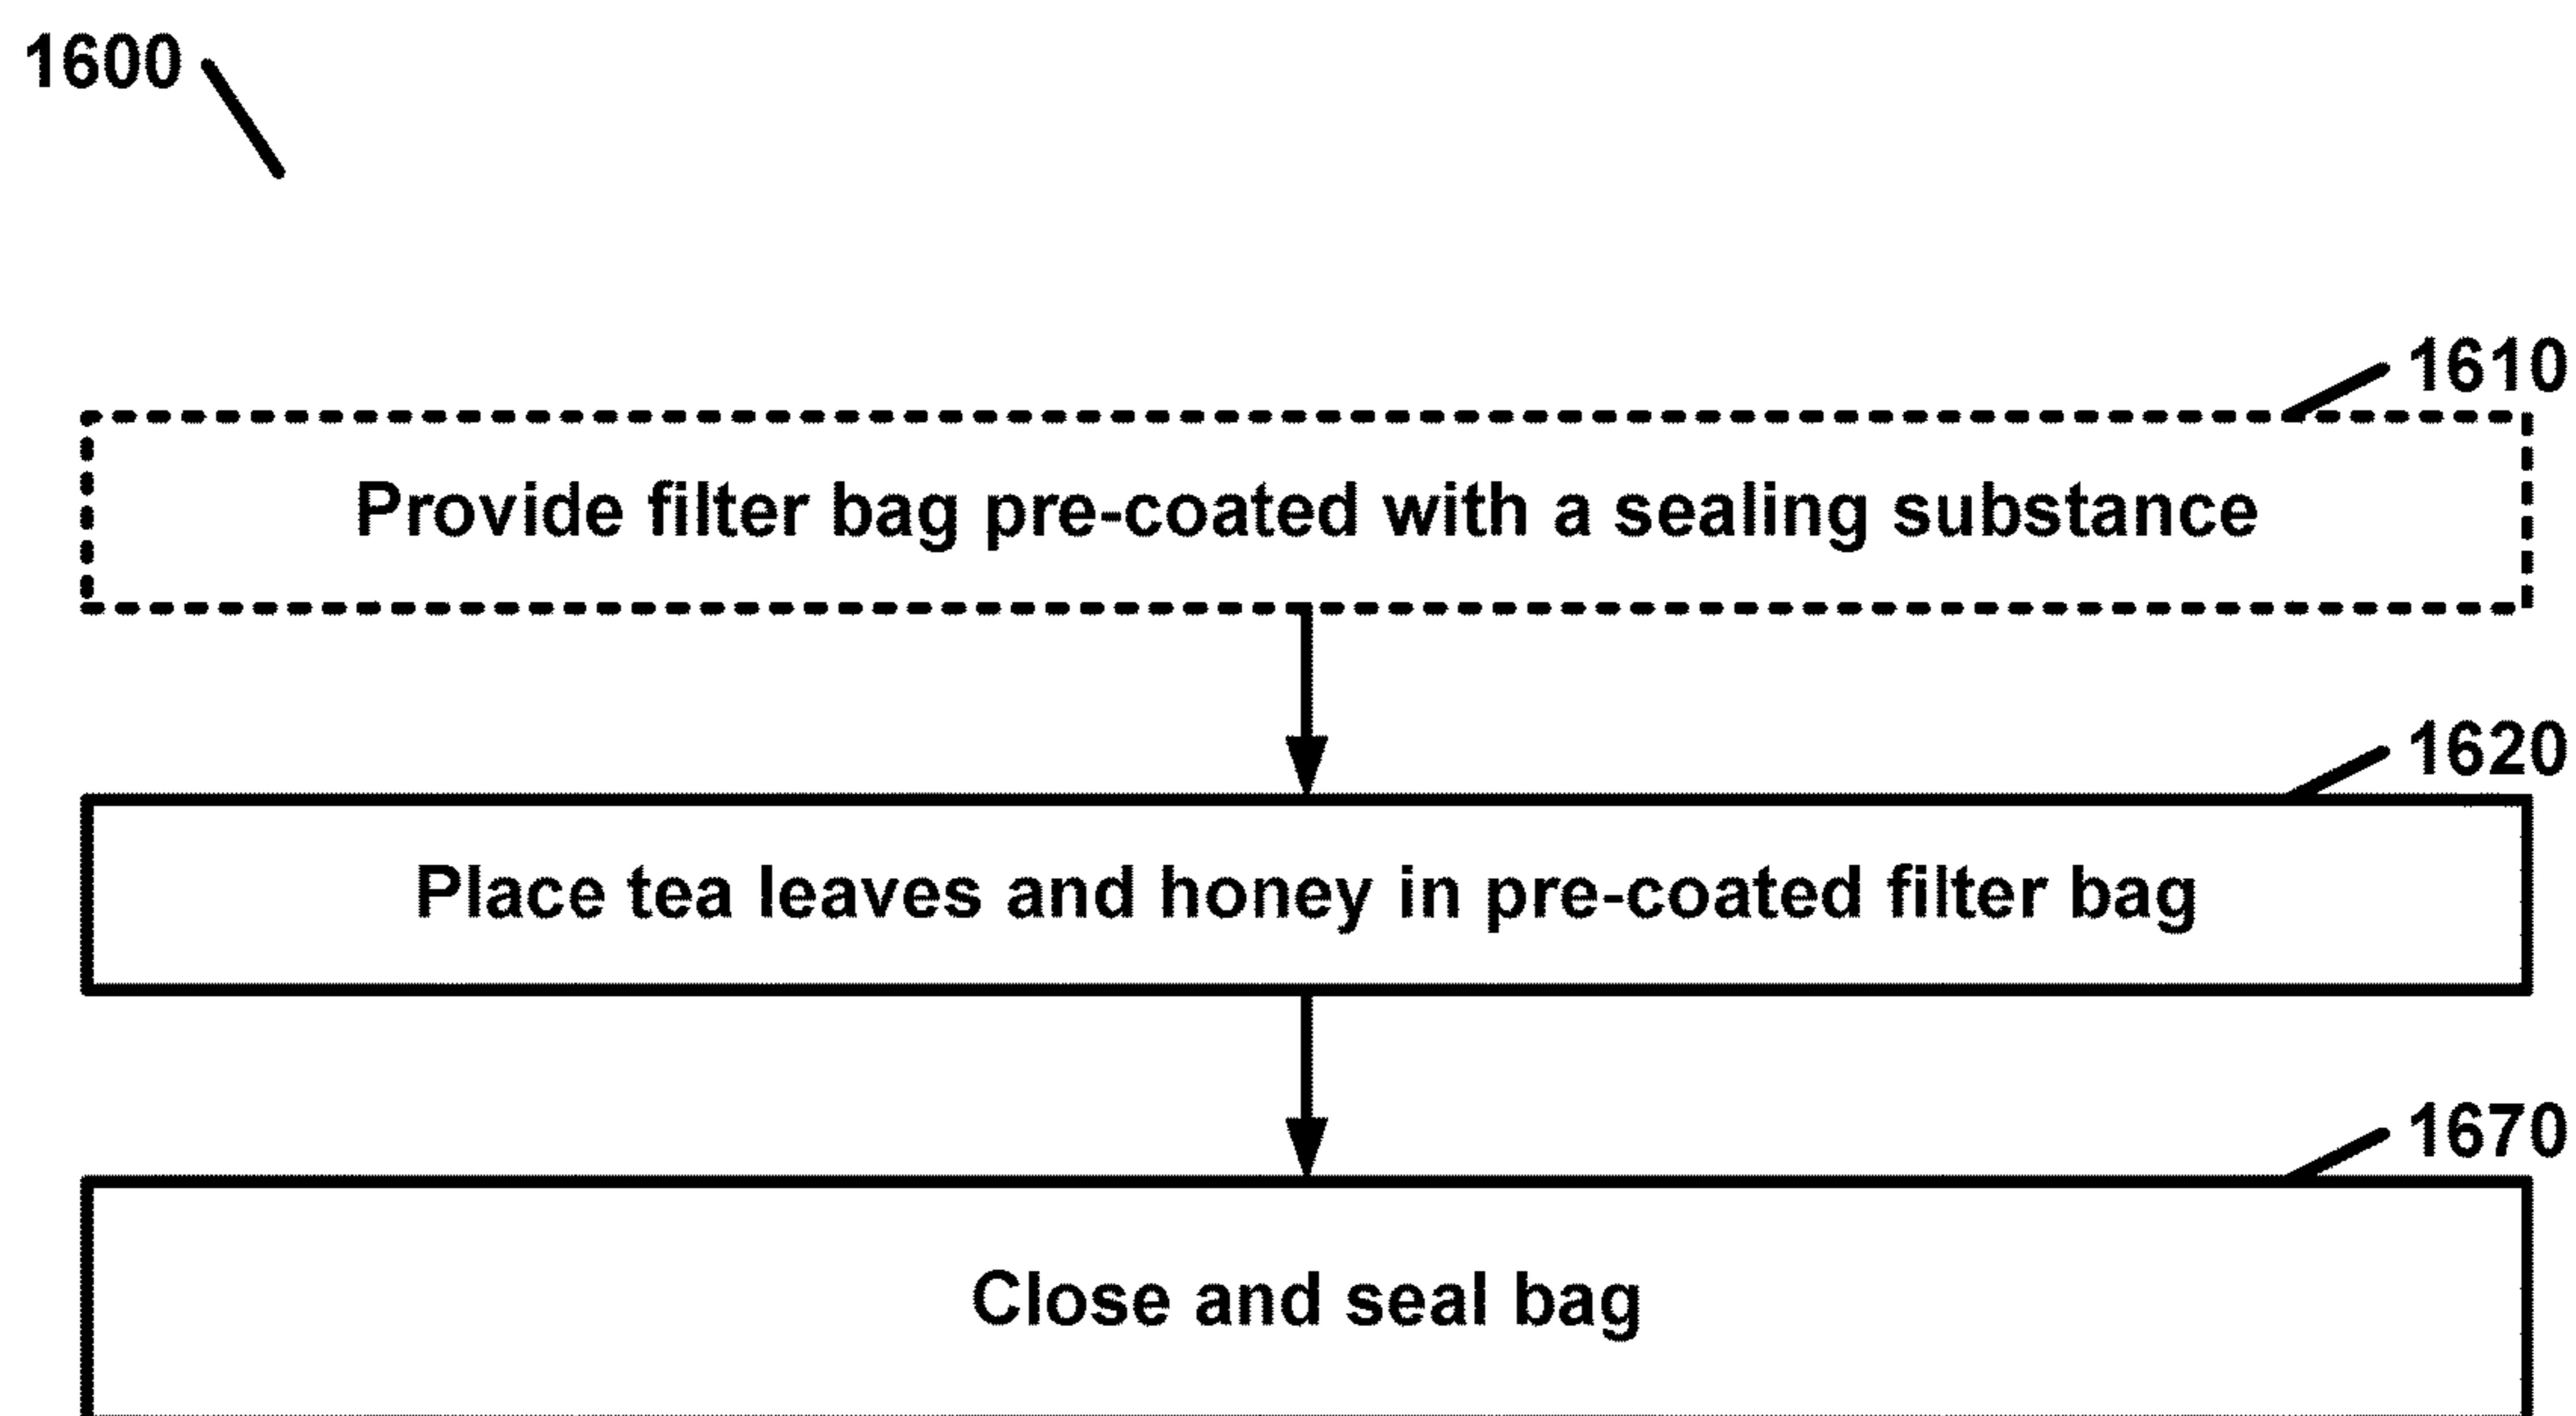 1600
1610
Provide filter bag pre-coated with a sealing substance
1620
Place tea leaves and honey in pre-coated filter bag
1670
Close and seal bag